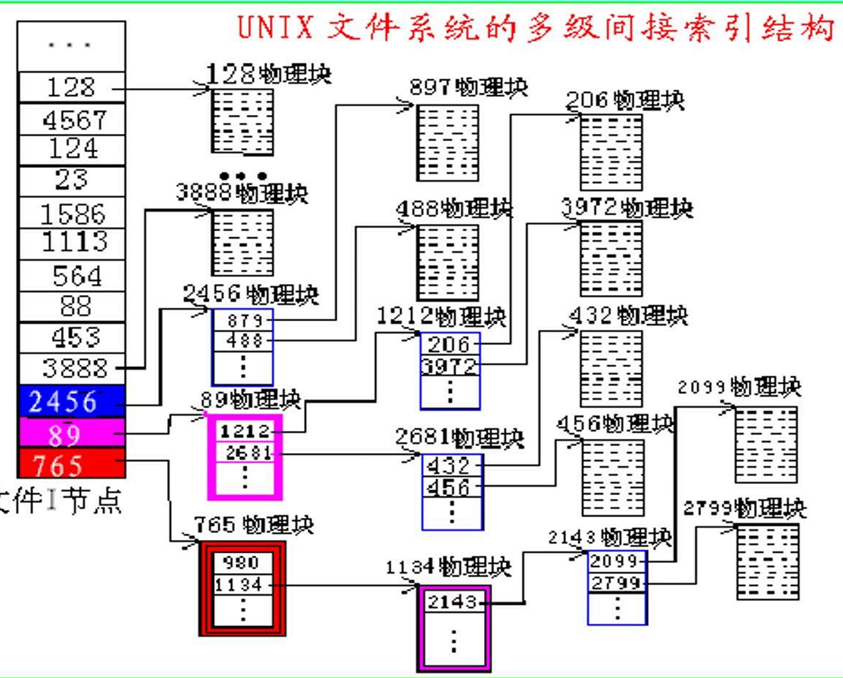 UNIX 文件系统的多级间接索引结构
...
128
4567
124
23
1586
1113
564
88
453
3888
2456
89
765
文件I节点
128物理块
...
3888物理块
2456物理块
879
488
⋮
89物理块
1212
2681
⋮
765物理块
980
1134
⋮
897物理块
488物理块
1212物理块
206
3972
⋮
2681物理块
432
456
⋮
1134物理块
2143
⋮
206物理块
3972物理块
432物理块
456物理块
2143物理块
2099
2799
⋮
2099物理块
2799物理块